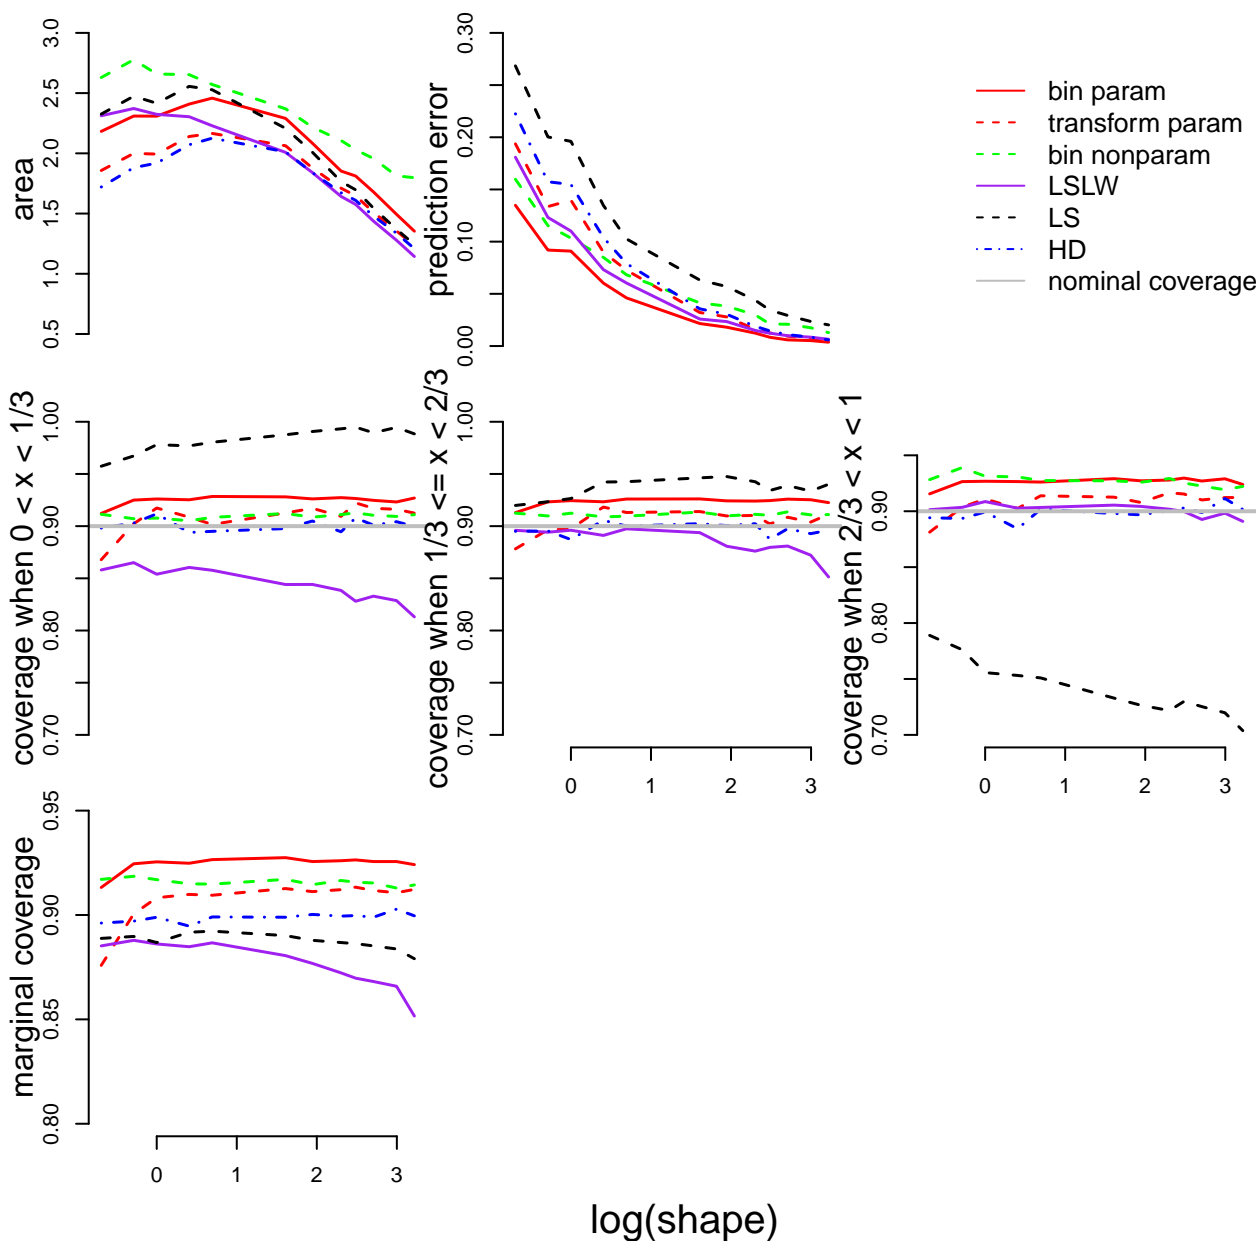 area
3.0
2.5
2.0
1.5
1.0
0.5
prediction error
0.30
0.20
0.10
0.00
bin param
transform param
bin nonparam
LSLW
LS
HD
nominal coverage
coverage when 0 < x < 1/3
1.00
0.90
0.80
0.70
coverage when 1/3 <= x < 2/3
1.00
0.90
0.80
0.70
0 1 2 3
coverage when 2/3 < x < 1
0.90
0.80
0.70
0 1 2 3
marginal coverage
0.95
0.90
0.85
0.80
0 1 2 3
log(shape)